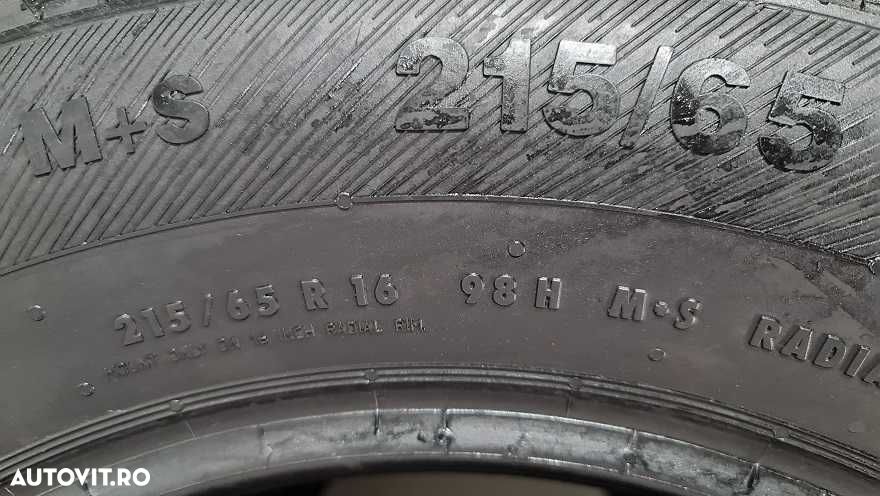 M+S 215/65
215/65 R 16 98 H M+S RADIA
MOUNT ONLY ON 16 INCH RADIAL RIM.
AUTOVIT.RO